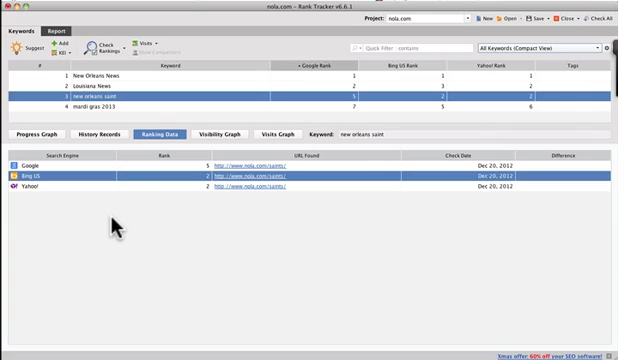 nola.com - Rank Tracker v6.6.1
Project: nola.com New Open Save Close Check All
Keywords Report
Suggest Add KEI Check Rankings Visits Show Competitors Quick Filter: contains All Keywords (Compact View)
# Keyword Google Rank Bing US Rank Yahoo! Rank Tags
1 New Orleans News 1 1 1
2 Louisiana News 2 3 2
3 new orleans saint 5 2 2
4 mardi gras 2013 7 5 6
Progress Graph History Records Ranking Data Visibility Graph Visits Graph Keyword: new orleans saint
Search Engine Rank URL Found Check Date Difference
Google 5 http://www.nola.com/saints/ Dec 20, 2012
Bing US 2 http://www.nola.com/saints/ Dec 20, 2012
Yahoo! 2 http://www.nola.com/saints/ Dec 20, 2012
Xmas offer: 60% off your SEO software!